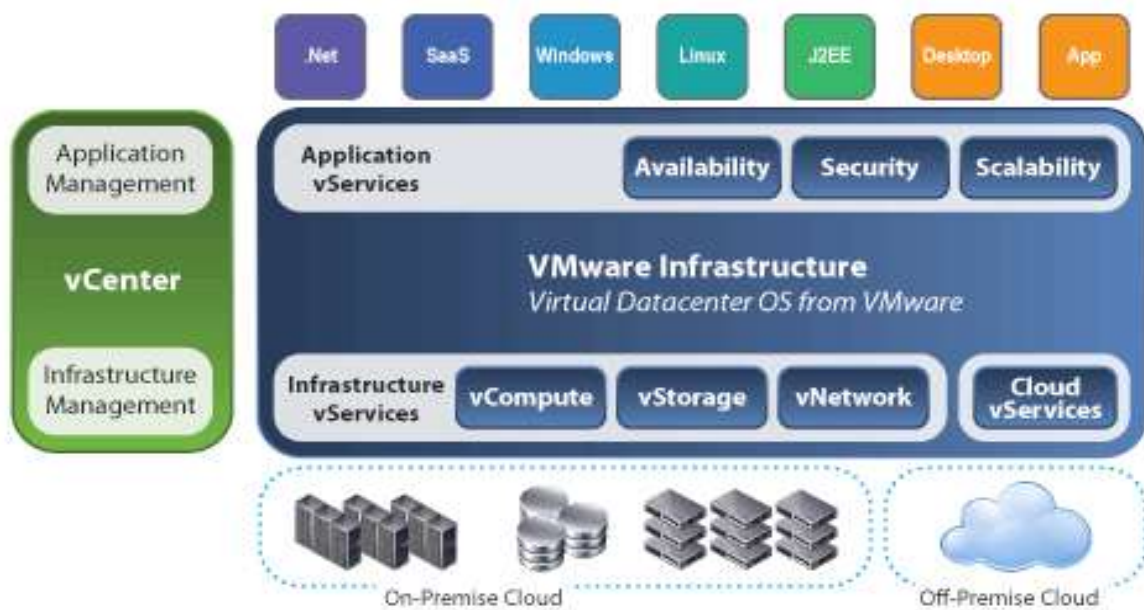 .Net
SaaS
Windows
Linux
J2EE
Desktop
App
Application
Management
vCenter
Infrastructure
Management
Application
vServices
Availability
Security
Scalability
VMware Infrastructure
Virtual Datacenter OS from VMware
Infrastructure
vServices
vCompute
vStorage
vNetwork
Cloud
vServices
On-Premise Cloud
Off-Premise Cloud